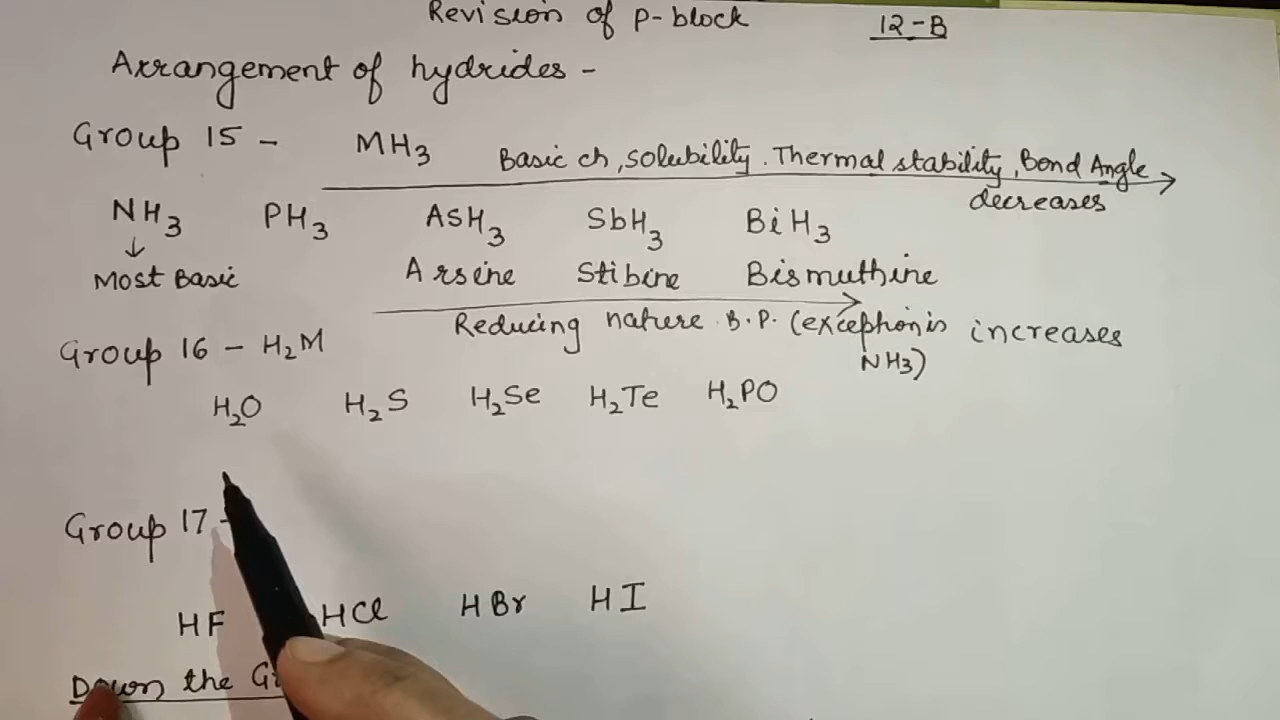 Revision of p-block 12-B
Arrangement of hydrides -
Group 15 - MH3 Basic ch, solubility. Thermal stability, Bond Angle
decreases
NH3 PH3 AsH3 SbH3 BiH3
↓
Most Basic Arsene Stibine Bismuthine
Reducing nature B.P. (exception is increases
NH3)
Group 16 - H2M
H2O H2S H2Se H2Te H2PO
Group 17 -
HF HCl HBr HI
Down the